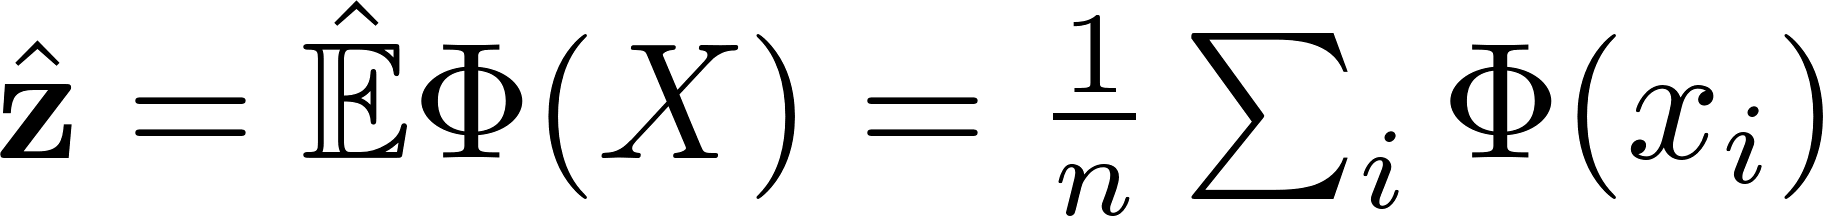 ẑ = 𝔼̂Φ(X) = 1/n ∑ᵢ Φ(xᵢ)